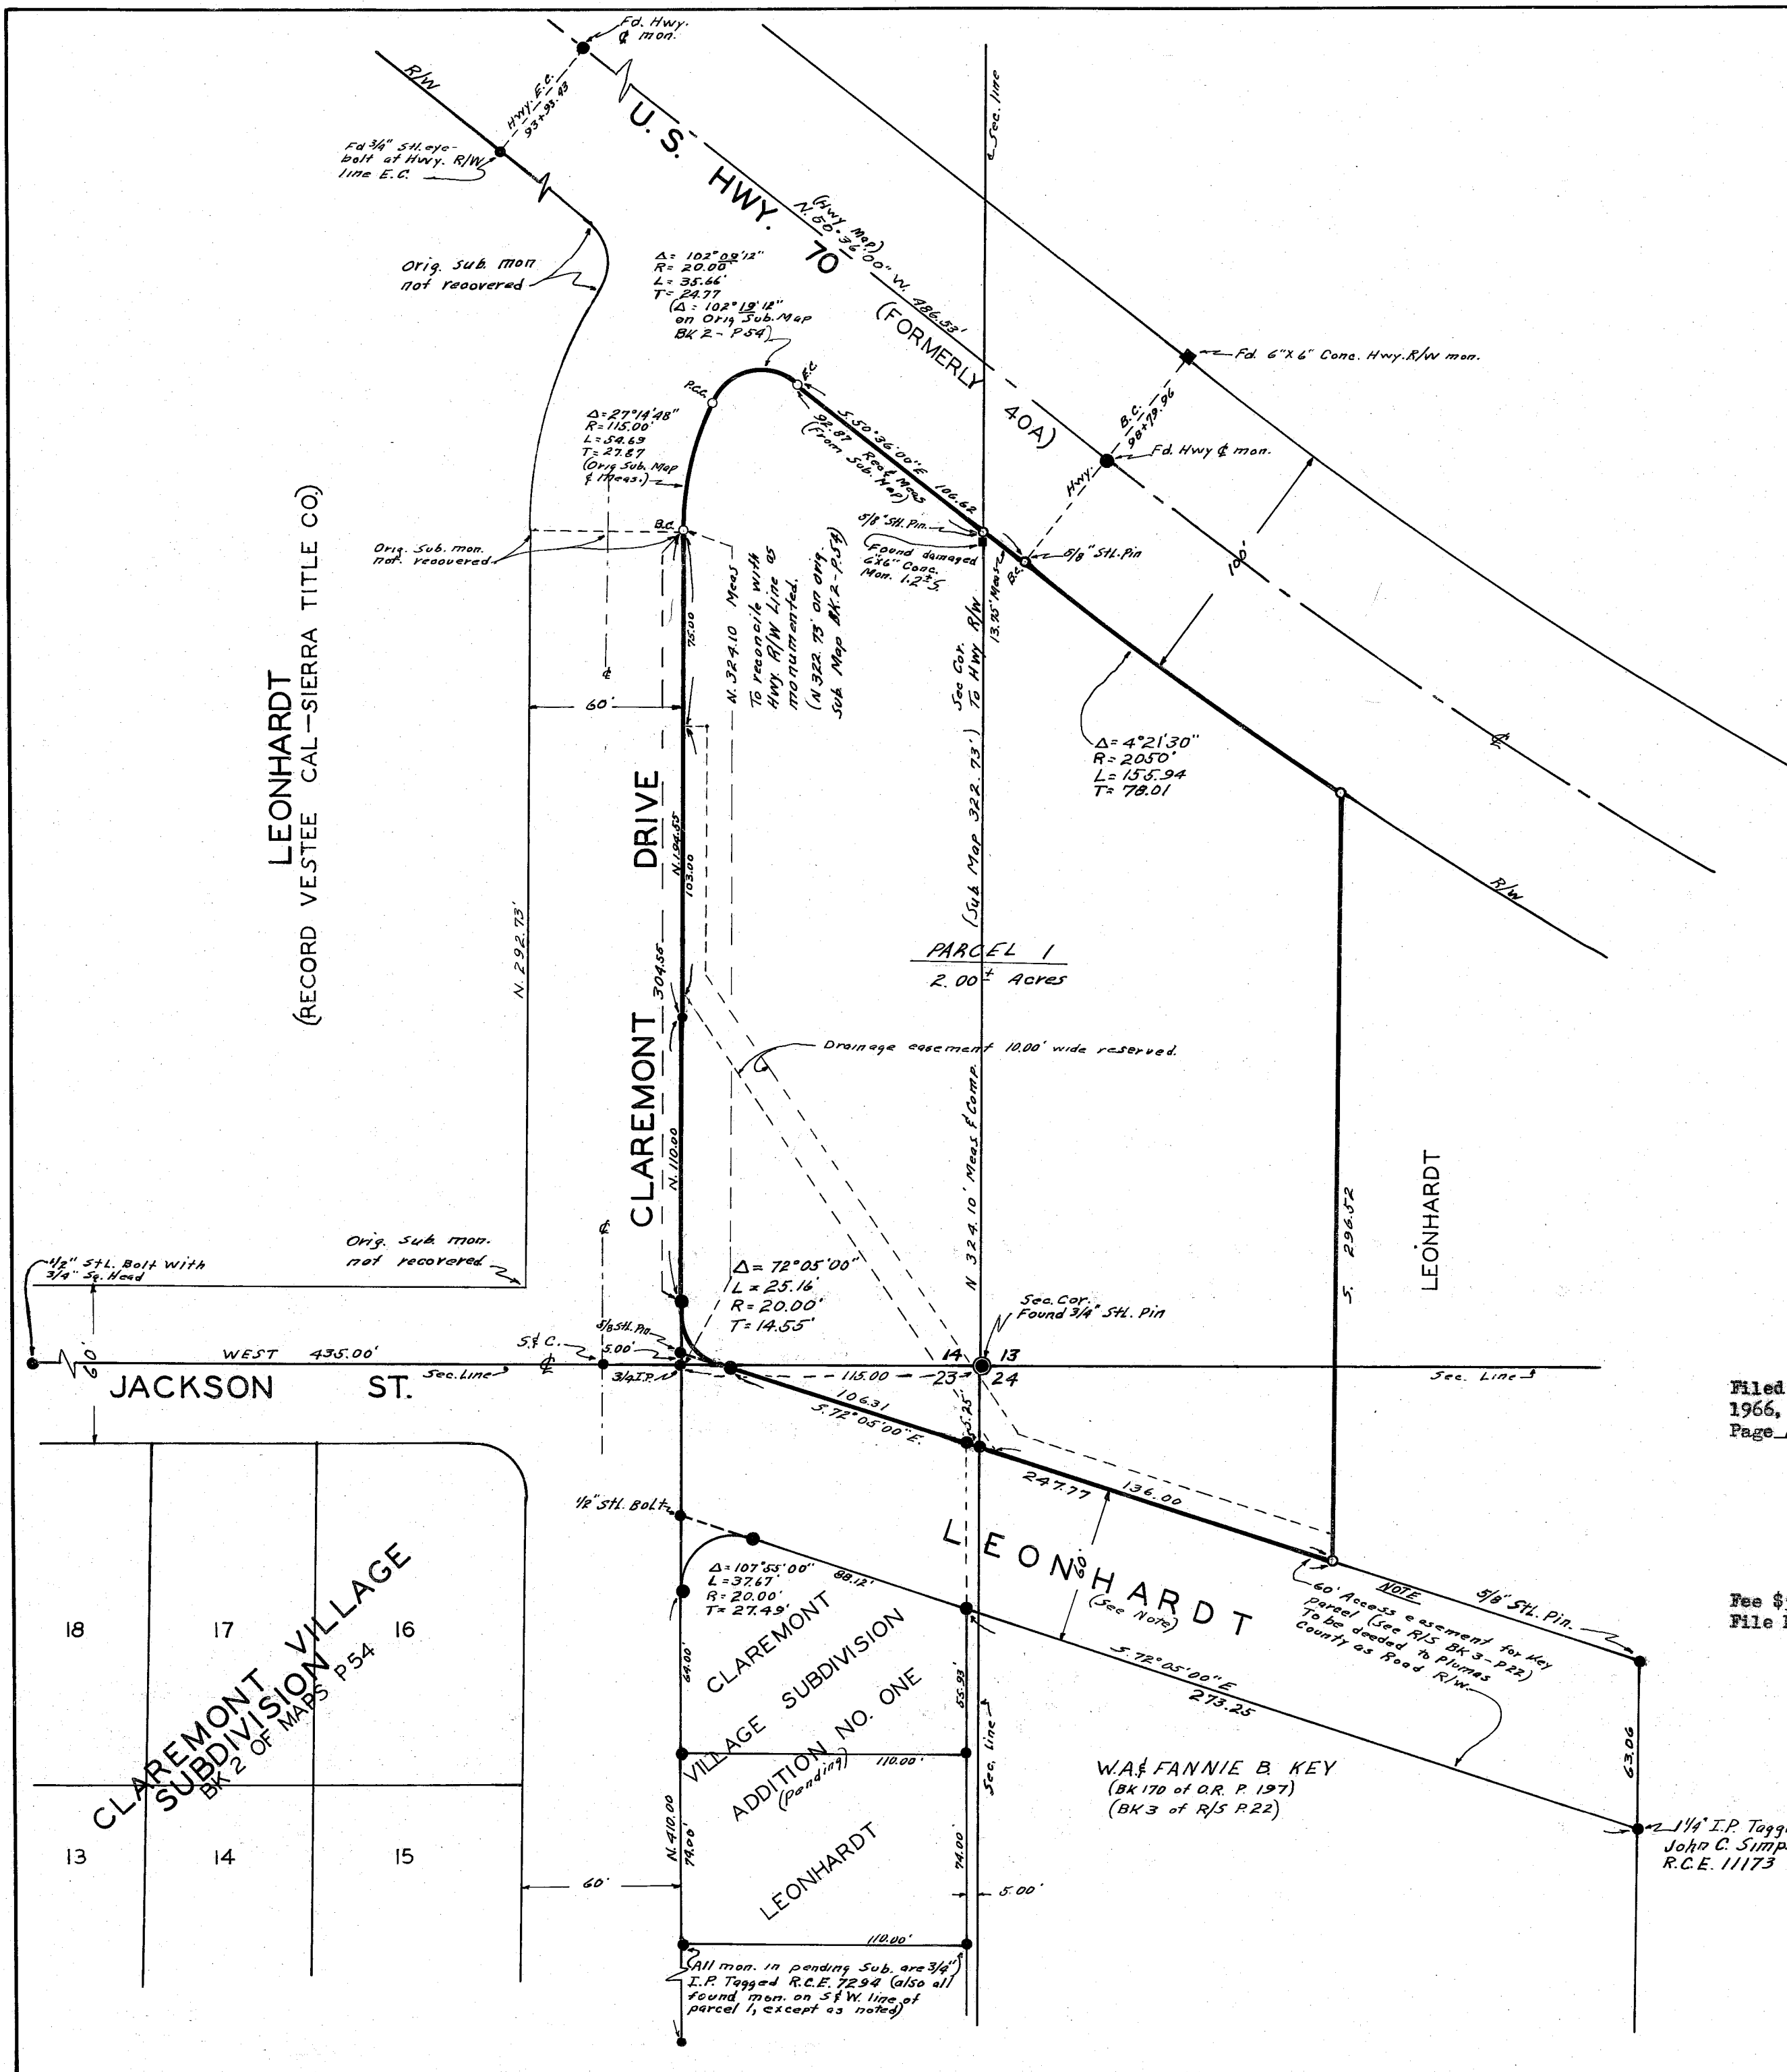 Fd. Hwy.
₵ mon.
R/W
Hwy. E.C.
93+95.43
Fd 3/4" Stl. eye-
bolt at Hwy. R/W
line E.C.
U. S. HWY. 70
(FORMERLY 40A)
(Hwy Map)
N. 50°36'00" W. 486.53'
₵ Sec. line
Orig. sub. mon
not recovered
Δ= 102°09'12"
R= 20.00'
L= 35.66'
T= 24.77
(Δ= 102°19'12"
on Orig Sub. Map
BK 2 - P54)
Fd. 6"X6" Conc. Hwy. R/W mon.
B.C.
98+79.96
Hwy.
Fd. Hwy ₵ mon.
P.C.C.
E.C.
S. 50°36'00" E
92.87 Rec & Meas
(From Sub. Map)
106.62
Δ=27°14'48"
R=115.00'
L=54.69
T=27.87
(Orig Sub. Map
& Meas.)
B.C.
5/8" Stl. Pin
Found damaged
6"X6" Conc.
Mon. 1.2±S.
13.25' Meas
B.C.
5/8" Stl. Pin
100'
Orig. Sub. mon.
not recovered
₵
60'
75.00
N. 324.10 Meas
To reconcile with
Hwy. R/W Line as
monumented.
(N 322.73' on orig.
Sub. Map BK. 2 - P.54)
See Cor.
To Hwy R/W
(Sub Map 322.73')
N 324.10' Meas & Comp.
Δ= 4°21'30"
R= 2050'
L= 155.94
T= 78.01
₵
R/W
LEONHARDT
(RECORD VESTEE CAL-SIERRA TITLE CO.)
N. 292.73'
CLAREMONT DRIVE
N.194.55
103.00
304.55
N. 110.00
PARCEL 1
2.00± Acres
Drainage easement 10.00' wide reserved.
S. 296.52
LEONHARDT
Orig. sub. mon.
not recovered
1/2" Stl. Bolt With
3/4" Sq. Head
60'
₵
Δ= 72°05'00"
L= 25.16'
R= 20.00'
T= 14.55'
Sec. Cor.
Found 3/4" Stl. Pin
5/8 Stl. Pin
S.& C.
5.00'
3/4 I.P.
WEST 435.00'
Sec. Line
₵
JACKSON ST.
115.00
14 13
23 24
Sec. Line
5.25'
106.31
S.72°05'00"E.
247.77
136.00
Filed
1966,
Page
Fee $
File
1/2" Stl. Bolt
Δ=107°55'00"
L=37.67'
R=20.00'
T=27.49'
88.12'
LEONHARDT
60'
(See Note)
NOTE
60' Access easement for Key
parcel (See R/S BK 3-P22)
To be deeded to Plumas
County as Road R/W.
5/8" Stl. Pin.
S.72°05'00"E
273.25
63.06
18
17
16
CLAREMONT VILLAGE
SUBDIVISION
BK 2 OF MAPS P54
13
14
15
60'
64.00'
CLAREMONT
VILLAGE SUBDIVISION
ADDITION NO. ONE
(Pending)
55.93'
Sec. Line
110.00'
N.410.00
74.00'
74.00'
LEONHARDT
5.00'
110.00'
W.A.& FANNIE B. KEY
(BK 170 of O.R. P. 197)
(BK 3 of R/S P.22)
1 1/4" I.P.
John C.
R.C.E. 11173
(All mon. in pending Sub. are 3/4"
I.P. Tagged R.C.E. 7294 (also all
found mon. on S & W. line of
parcel 1, except as noted)